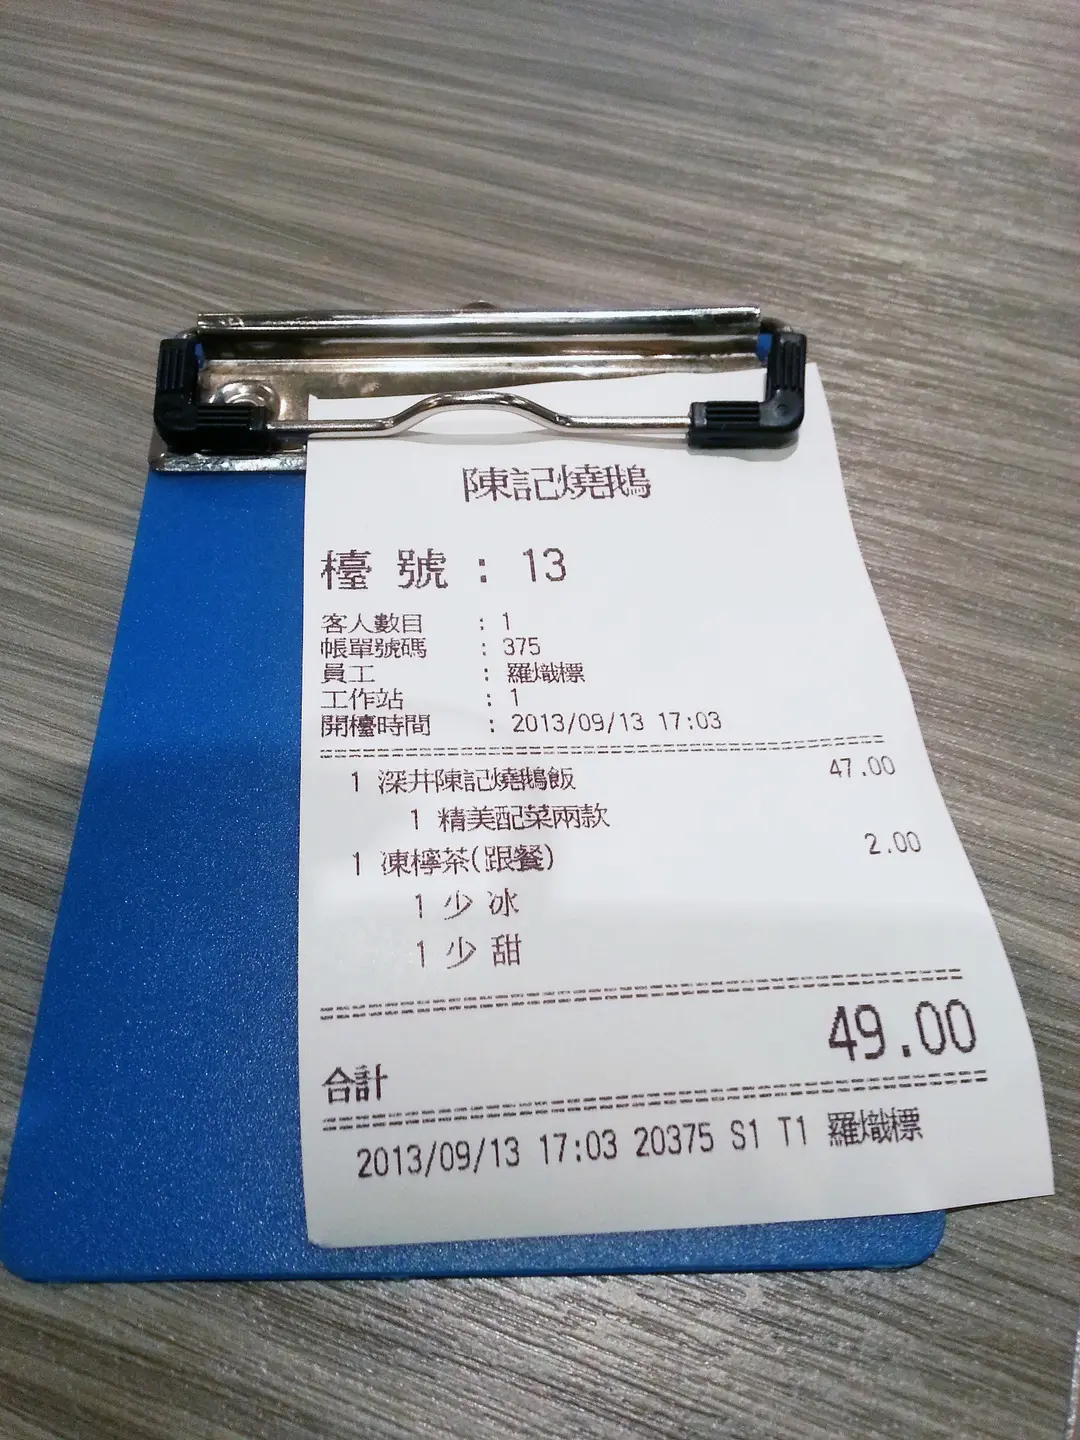 陳記燒鵝
檯 號 : 13
客人數目 : 1
帳單號碼 : 375
員工 : 羅熾標
工作站 : 1
開檯時間 : 2013/09/13 17:03
1 深井陳記燒鵝飯 47.00
1 精美配菜兩款
1 凍檸茶(跟餐) 2.00
1 少 冰
1 少 甜
49.00
合計
2013/09/13 17:03 20375 S1 T1 羅熾標